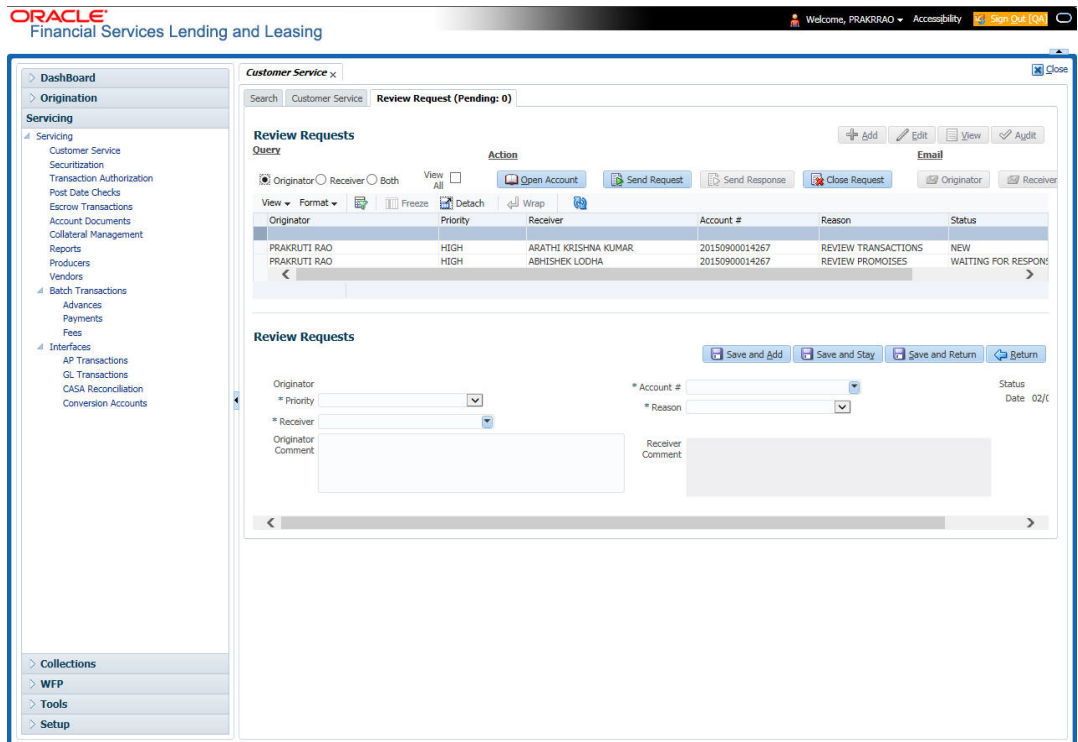 ORACLE
Financial Services Lending and Leasing
Welcome, PRAKRRAO Accessibility Sign Out [QA]
Close
DashBoard
Origination
Servicing
Servicing
Customer Service
Securitization
Transaction Authorization
Post Date Checks
Escrow Transactions
Account Documents
Collateral Management
Reports
Producers
Vendors
Batch Transactions
Advances
Payments
Fees
Interfaces
AP Transactions
GL Transactions
CASA Reconciliation
Conversion Accounts
Collections
WFP
Tools
Setup
Customer Service x
Search Customer Service Review Request (Pending: 0)
Review Requests
Add Edit View Audit
Query Action Email
Originator Receiver Both View All Open Account Send Request Send Response Close Request Originator Receiver
View Format Freeze Detach Wrap
Originator Priority Receiver Account # Reason Status
PRAKRUTI RAO HIGH ARATHI KRISHNA KUMAR 20150900014267 REVIEW TRANSACTIONS NEW
PRAKRUTI RAO HIGH ABHISHEK LODHA 20150900014267 REVIEW PROMOISES WAITING FOR RESPONS
Review Requests
Save and Add Save and Stay Save and Return Return
Originator * Account # Status
* Priority * Reason Date 02/0
* Receiver
Originator Comment Receiver Comment